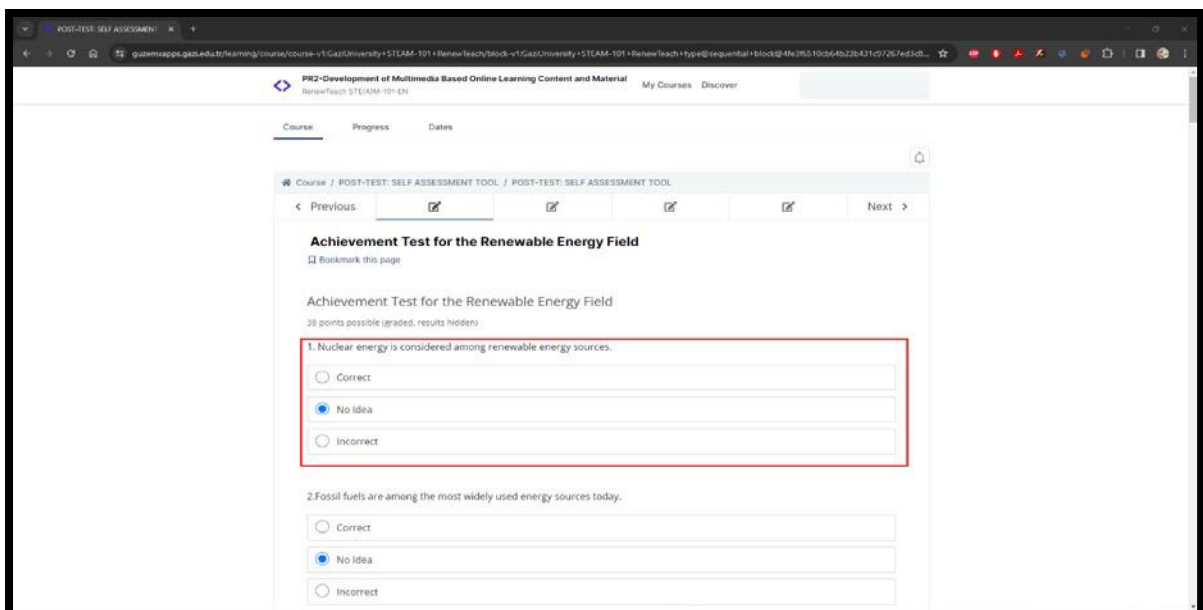 POST-TEST: SELF ASSESSMENT
PR2-Development of Multimedia Based Online Learning Content and Material
RenewTeach STEAM-101-EN
My Courses Discover
Course Progress Dates
Course / POST-TEST: SELF ASSESSMENT TOOL / POST-TEST: SELF ASSESSMENT TOOL
Previous
Next
Achievement Test for the Renewable Energy Field
Bookmark this page
Achievement Test for the Renewable Energy Field
38 points possible (graded, results hidden)
1. Nuclear energy is considered among renewable energy sources.
Correct
No Idea
Incorrect
2.Fossil fuels are among the most widely used energy sources today.
Correct
No Idea
Incorrect